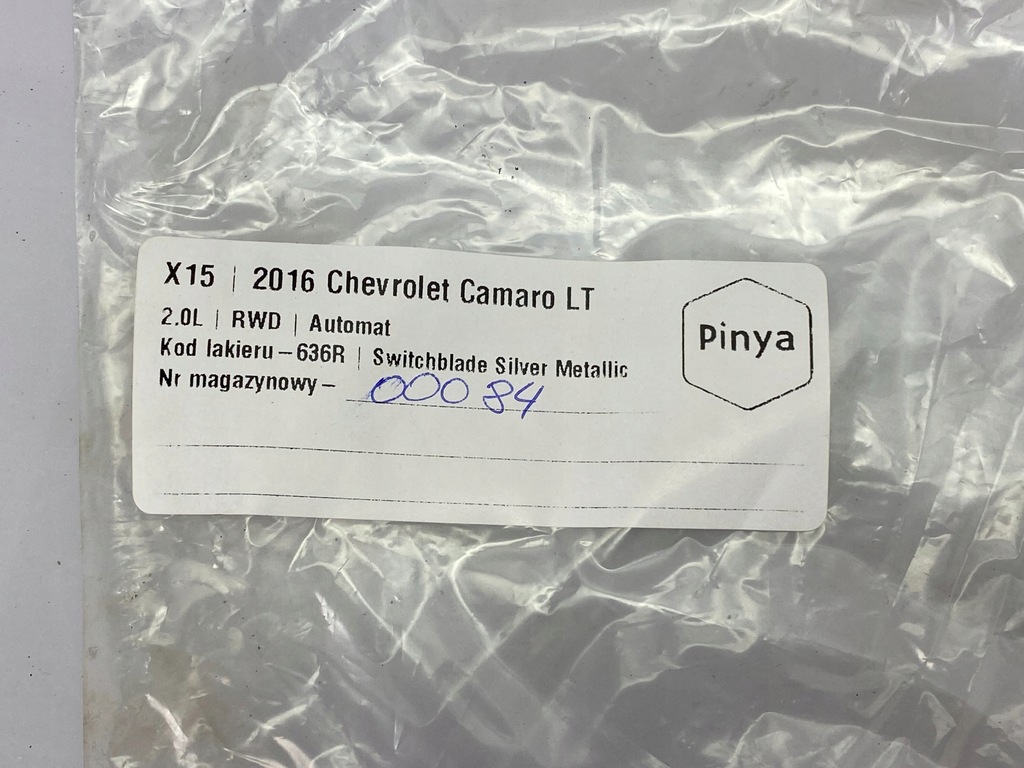 X15 | 2016 Chevrolet Camaro LT
2.0L | RWD | Automat
Kod lakieru – 636R | Switchblade Silver Metallic
Nr magazynowy – 00084
Pinya